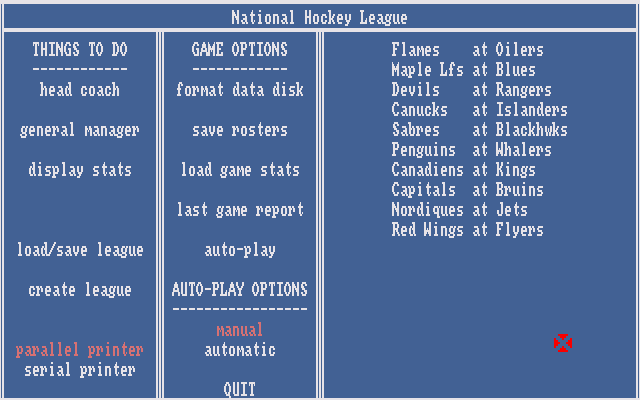 National Hockey League
THINGS TO DO
------------
head coach
general manager
display stats
load/save league
create league
parallel printer
serial printer
GAME OPTIONS
------------
format data disk
save rosters
load game stats
last game report
auto-play
AUTO-PLAY OPTIONS
-----------------
manual
automatic
QUIT
Flames at Oilers
Maple Lfs at Blues
Devils at Rangers
Canucks at Islanders
Sabres at Blackhwks
Penguins at Whalers
Canadiens at Kings
Capitals at Bruins
Nordiques at Jets
Red Wings at Flyers